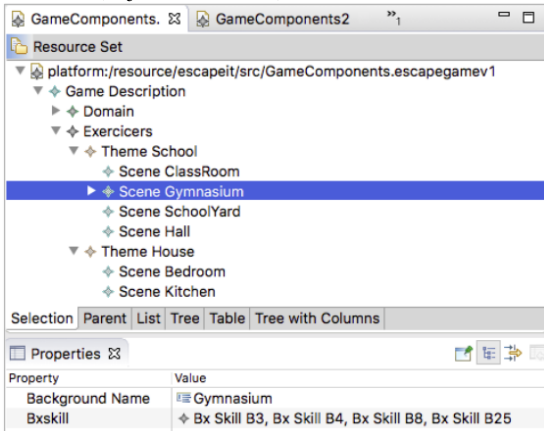 GameComponents. GameComponents2 »1
Resource Set
platform:/resource/escapeit/src/GameComponents.escapegamev1
Game Description
Domain
Exercicers
Theme School
Scene ClassRoom
Scene Gymnasium
Scene SchoolYard
Scene Hall
Theme House
Scene Bedroom
Scene Kitchen
Selection Parent List Tree Table Tree with Columns
Properties
Property Value
Background Name Gymnasium
Bxskill Bx Skill B3, Bx Skill B4, Bx Skill B8, Bx Skill B25